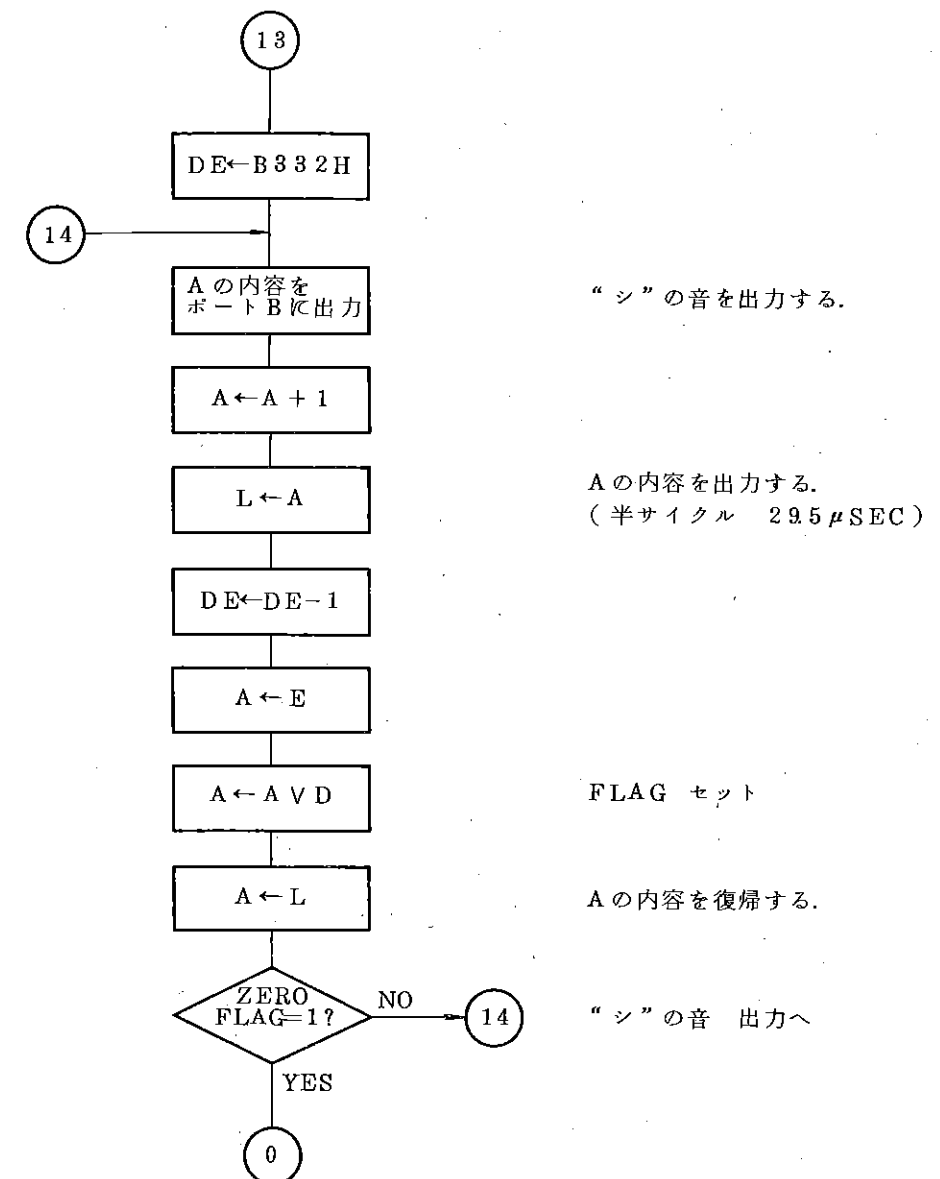 13
DE←B332H
14
Aの内容を
ポートBに出力
“シ”の音を出力する.
A←A+1
L←A
Aの内容を出力する.
(半サイクル 29.5μSEC)
DE←DE-1
A←E
A←A∨D
FLAG セット
A←L
Aの内容を復帰する.
ZERO
FLAG=1?
NO
14
“シ”の音 出力へ
YES
0